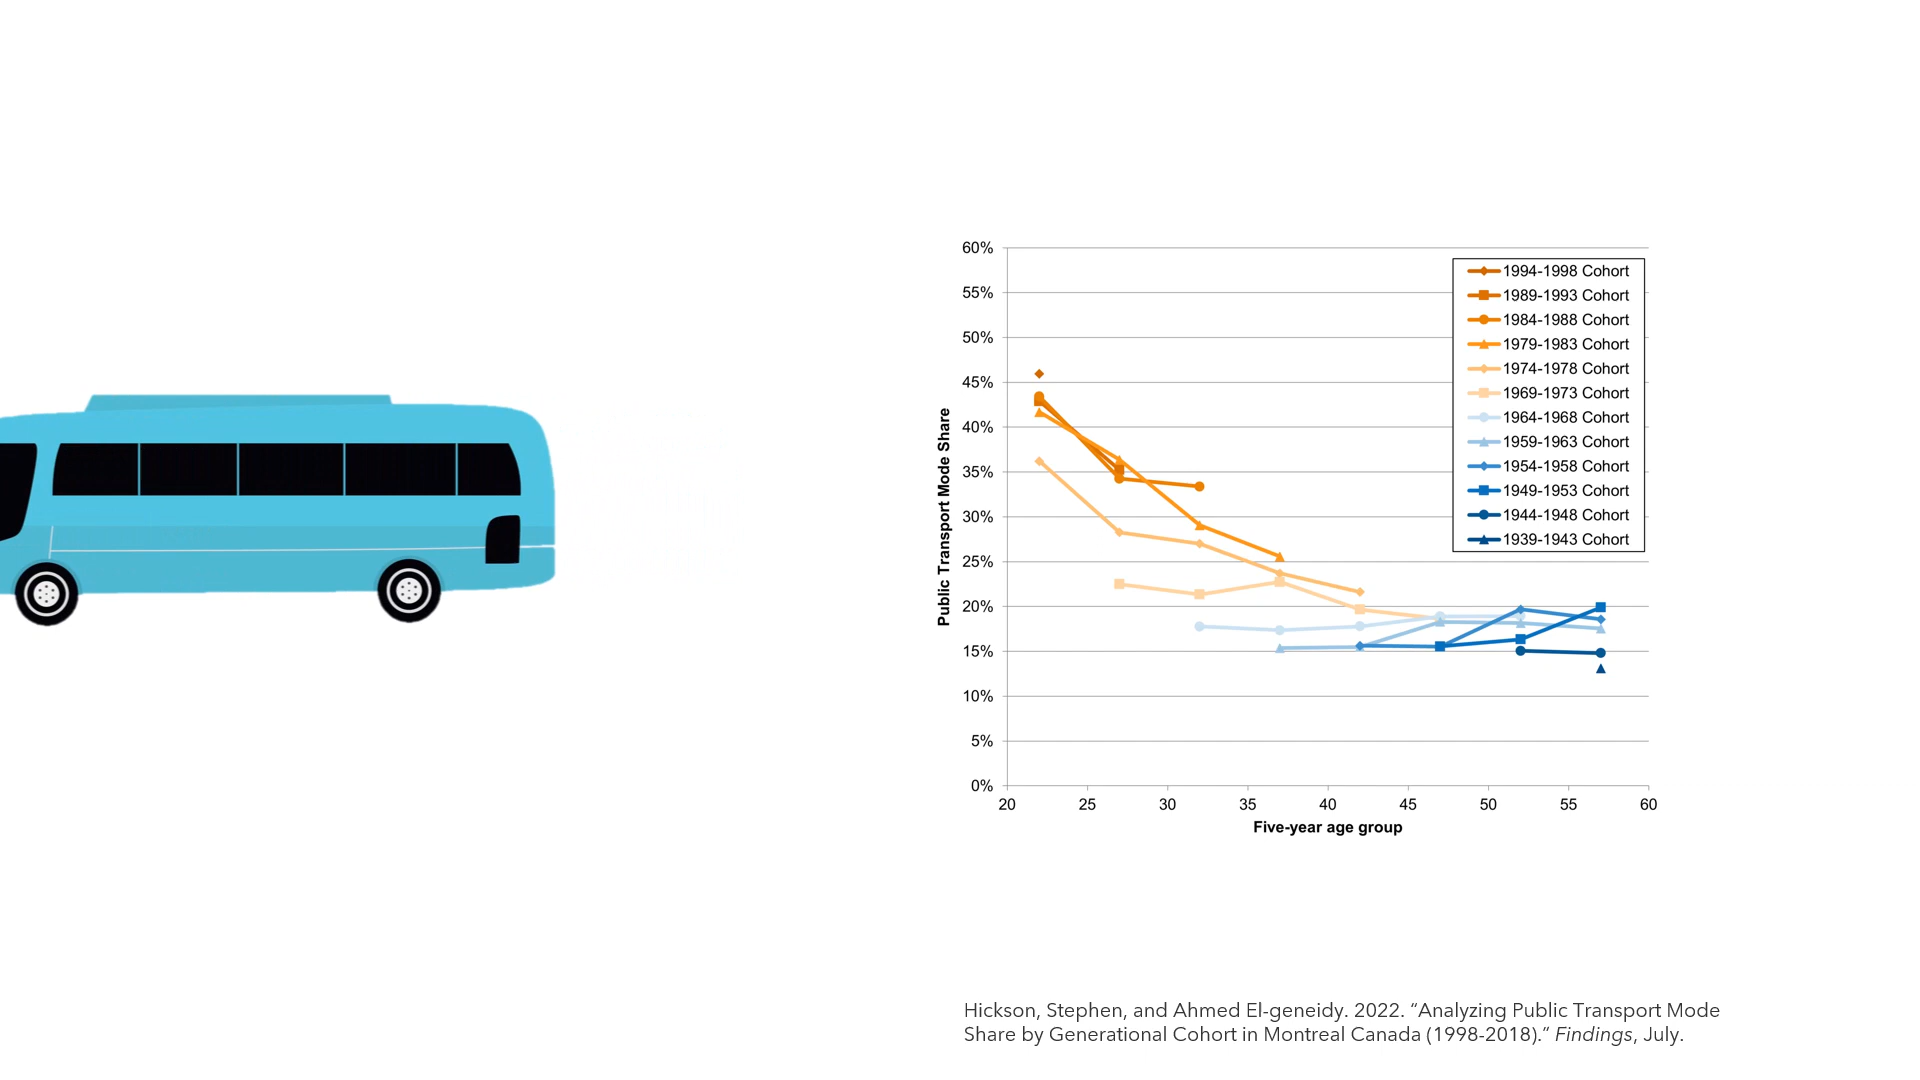 60%
55%
50%
45%
40%
35%
30%
25%
20%
15%
10%
5%
0%
Public Transport Mode Share
20 25 30 35 40 45 50 55 60
Five-year age group
1994-1998 Cohort
1989-1993 Cohort
1984-1988 Cohort
1979-1983 Cohort
1974-1978 Cohort
1969-1973 Cohort
1964-1968 Cohort
1959-1963 Cohort
1954-1958 Cohort
1949-1953 Cohort
1944-1948 Cohort
1939-1943 Cohort
Hickson, Stephen, and Ahmed El-geneidy. 2022. “Analyzing Public Transport Mode
Share by Generational Cohort in Montreal Canada (1998-2018).“ Findings, July.